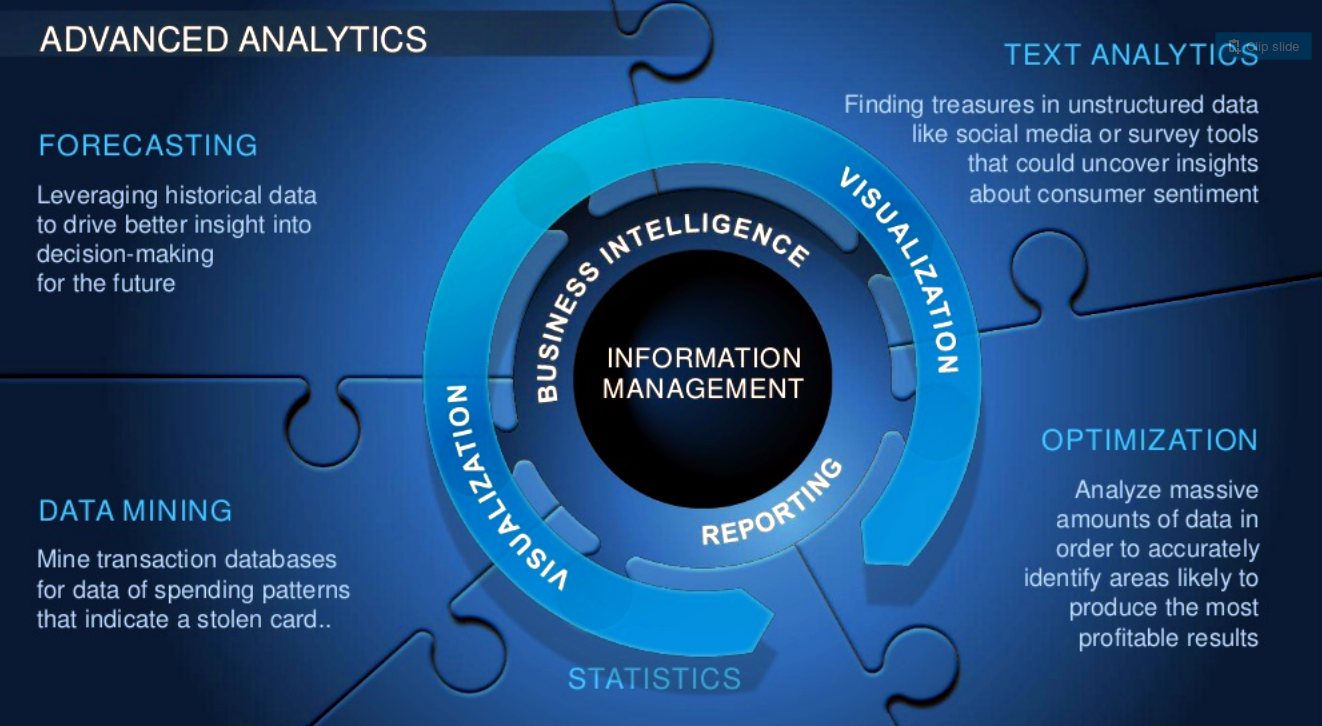 ADVANCED ANALYTICS
Clip slide
TEXT ANALYTICS
Finding treasures in unstructured data
like social media or survey tools
that could uncover insights
about consumer sentiment
FORECASTING
Leveraging historical data
to drive better insight into
decision-making
for the future
VISUALIZATION
BUSINESS INTELLIGENCE
INFORMATION
MANAGEMENT
REPORTING
VISUALIZATION
OPTIMIZATION
Analyze massive
amounts of data in
order to accurately
identify areas likely to
produce the most
profitable results
DATA MINING
Mine transaction databases
for data of spending patterns
that indicate a stolen card..
STATISTICS